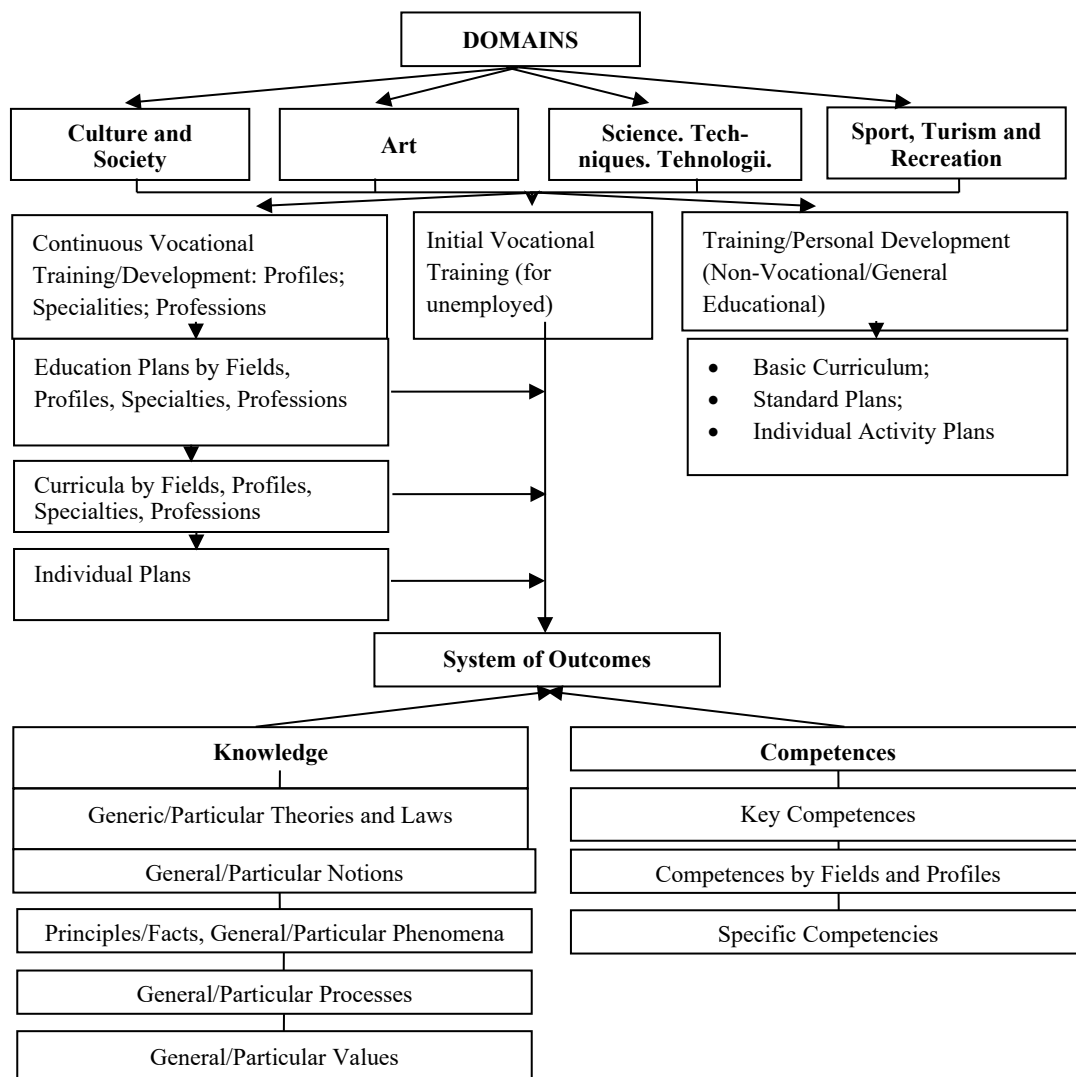 DOMAINS
Culture and
Society
Art
Science. Tech-
niques. Tehnologii.
Sport, Turism and
Recreation
Continuous Vocational
Training/Development: Profiles;
Specialities; Professions
Initial Vocational
Training (for
unemployed)
Training/Personal Development
(Non-Vocational/General
Educational)
Education Plans by Fields,
Profiles, Specialties, Professions
• Basic Curriculum;
• Standard Plans;
• Individual Activity Plans
Curricula by Fields, Profiles,
Specialties, Professions
Individual Plans
System of Outcomes
Knowledge
Generic/Particular Theories and Laws
General/Particular Notions
Principles/Facts, General/Particular Phenomena
General/Particular Processes
General/Particular Values
Competences
Key Competences
Competences by Fields and Profiles
Specific Competencies